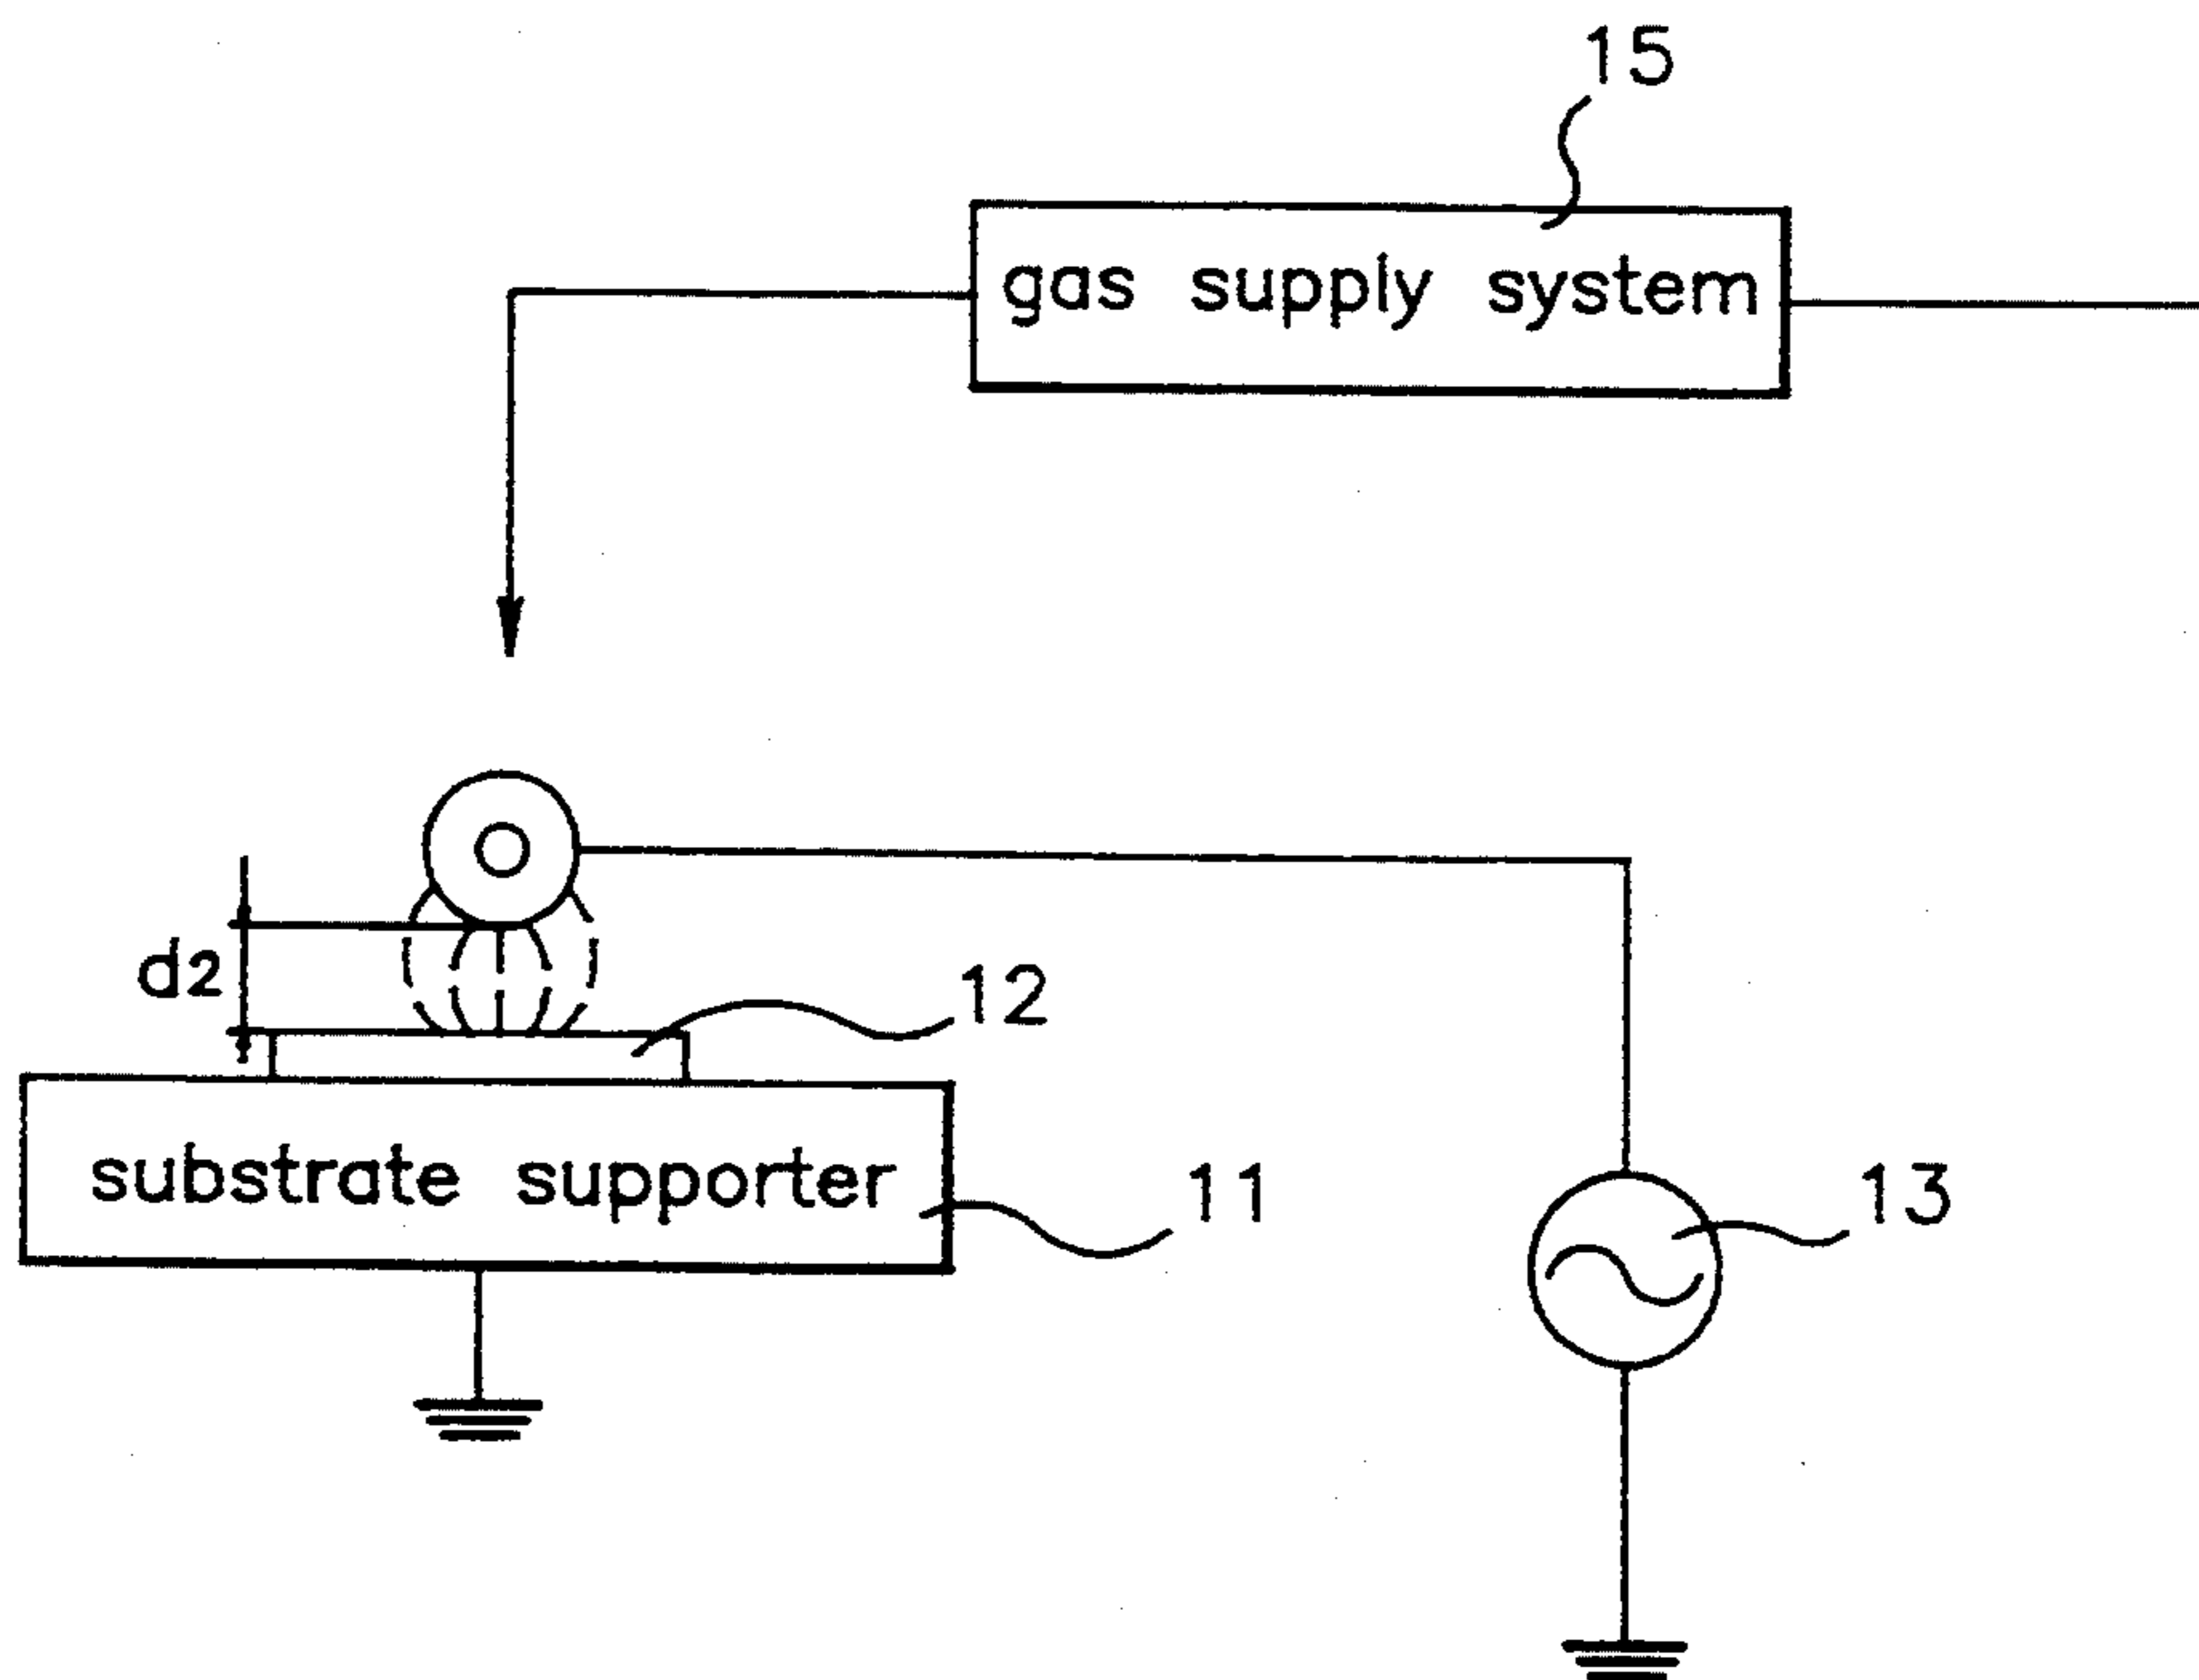 15
gas supply system
d2
12
substrate supporter
11
13